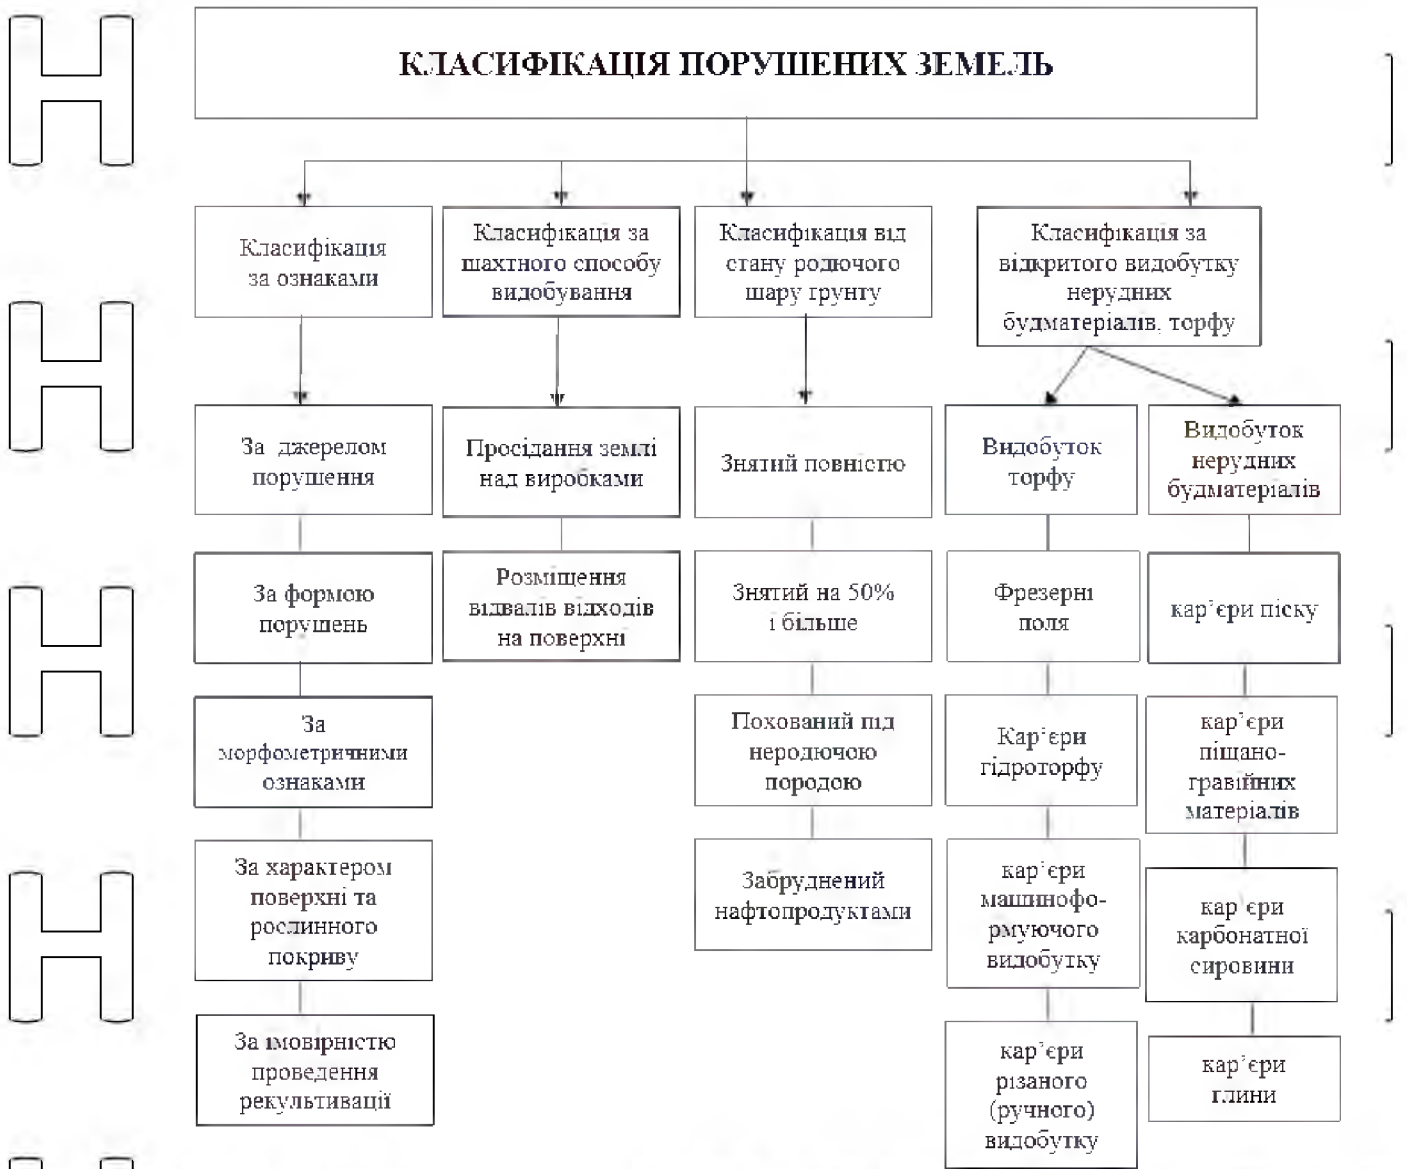 КЛАСИФІКАЦІЯ ПОРУШЕНИХ ЗЕМЕЛЬ
Класифікація
за ознаками
Класифікація за
шахтного способу
видобування
Класифікація від
стану родючого
шару ґрунту
Класифікація за
відкритого видобутку
нерудних
будматеріалів, торфу
За джерелом
порушення
Просідання землі
над виробками
Знятий повністю
Видобуток
торфу
Видобуток
нерудних
будматеріалів
За формою
порушень
Розміщення
відвалів відходів
на поверхні
Знятий на 50%
і більше
Фрезерні
поля
кар’єри піску
За
морфометричними
ознаками
Похований під
неродючою
породою
Кар’єри
гідроторфу
кар’єри
піщано-
гравійних
матеріалів
За характером
поверхні та
рослинного
покриву
Забруднений
нафтопродуктами
кар’єри
машинофо-
рмуючого
видобутку
кар’єри
карбонатної
сировини
За імовірністю
проведення
рекультивації
кар’єри
різаного
(ручного)
видобутку
кар’єри
глини